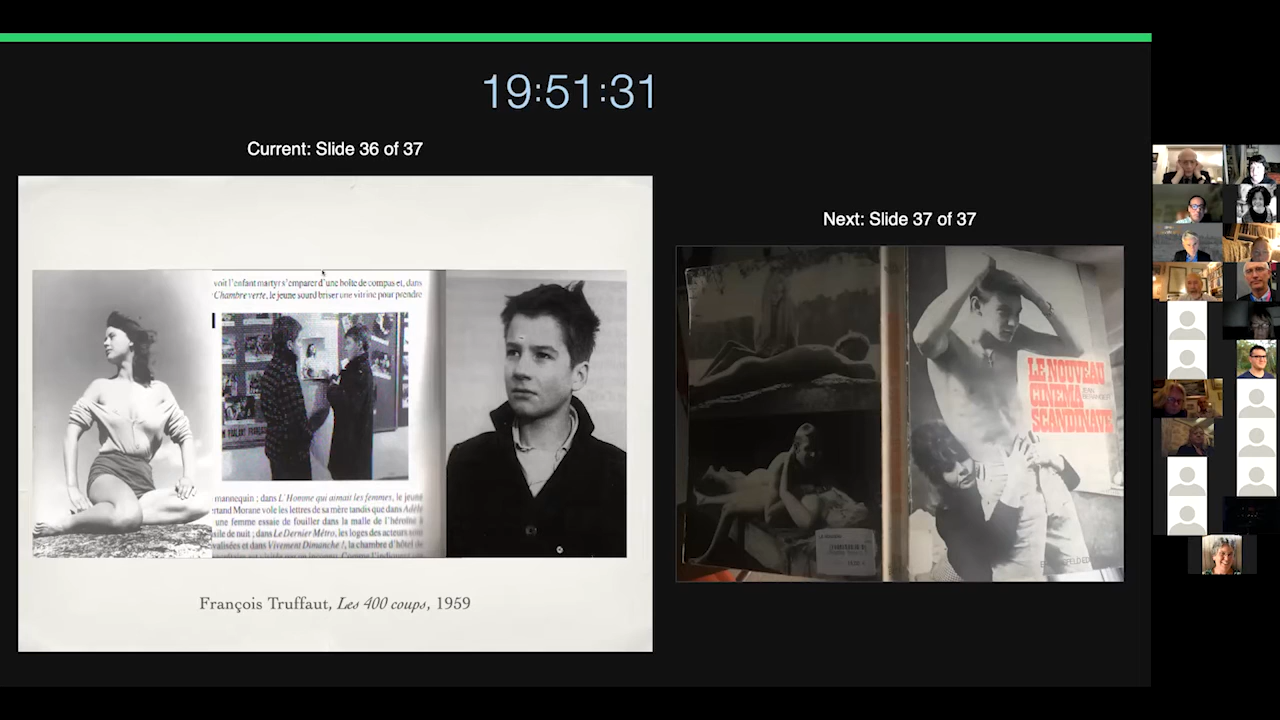 19:51:31
Current: Slide 36 of 37
Next: Slide 37 of 37
voit l'enfant martyr s'emparer d'une boîte de compas et, dans
Chambre verte, le jeune sourd briser une vitrine pour prendre
mannequin ; dans L'Homme qui aimait les femmes, le jeune
rtand Morane vole les lettres de sa mère tandis que dans Adèle
une femme essaie de fouiller dans la malle de l'héroïne à
sile de nuit ; dans Le Dernier Métro, les loges des acteurs sont
valisées et dans Vivement Dimanche !, la chambre d'hôtel de
François Truffaut, Les 400 coups, 1959
LE NOUVEAU
CINEMA
SCANDINAVE